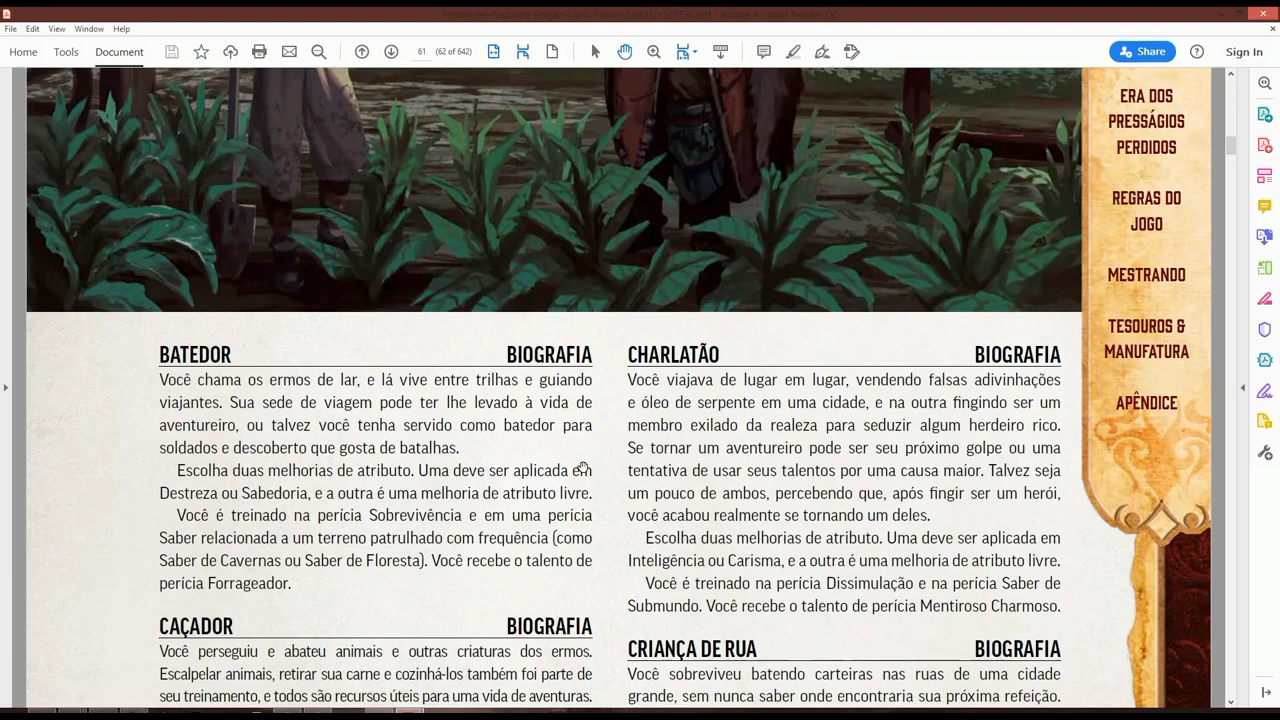 File Edit View Window Help
Home Tools Document 61 (62 of 642) Share Sign In
ERA DOS
PRESSÁGIOS
PERDIDOS
REGRAS DO
JOGO
MESTRANDO
TESOUROS &
MANUFATURA
APÊNDICE
BATEDOR BIOGRAFIA
Você chama os ermos de lar, e lá vive entre trilhas e guiando
viajantes. Sua sede de viagem pode ter lhe levado à vida de
aventureiro, ou talvez você tenha servido como batedor para
soldados e descoberto que gosta de batalhas.
Escolha duas melhorias de atributo. Uma deve ser aplicada em
Destreza ou Sabedoria, e a outra é uma melhoria de atributo livre.
Você é treinado na perícia Sobrevivência e em uma perícia
Saber relacionada a um terreno patrulhado com frequência (como
Saber de Cavernas ou Saber de Floresta). Você recebe o talento de
perícia Forrageador.
CAÇADOR BIOGRAFIA
Você perseguiu e abateu animais e outras criaturas dos ermos.
Escalpelar animais, retirar sua carne e cozinhá-los também foi parte de
seu treinamento, e todos são recursos úteis para uma vida de aventuras.
CHARLATÃO BIOGRAFIA
Você viajava de lugar em lugar, vendendo falsas adivinhações
e óleo de serpente em uma cidade, e na outra fingindo ser um
membro exilado da realeza para seduzir algum herdeiro rico.
Se tornar um aventureiro pode ser seu próximo golpe ou uma
tentativa de usar seus talentos por uma causa maior. Talvez seja
um pouco de ambos, percebendo que, após fingir ser um herói,
você acabou realmente se tornando um deles.
Escolha duas melhorias de atributo. Uma deve ser aplicada em
Inteligência ou Carisma, e a outra é uma melhoria de atributo livre.
Você é treinado na perícia Dissimulação e na perícia Saber de
Submundo. Você recebe o talento de perícia Mentiroso Charmoso.
CRIANÇA DE RUA BIOGRAFIA
Você sobreviveu batendo carteiras nas ruas de uma cidade
grande, sem nunca saber onde encontraria sua próxima refeição.